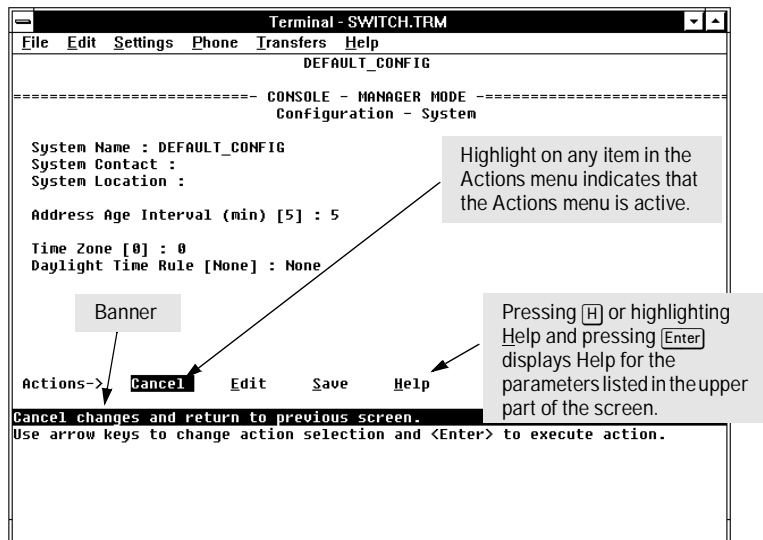 Terminal - SWITCH.TRM
File Edit Settings Phone Transfers Help
DEFAULT_CONFIG
==========================- CONSOLE - MANAGER MODE -===========================
Configuration - System
System Name : DEFAULT_CONFIG
System Contact :
System Location :
Address Age Interval (min) [5] : 5
Time Zone [0] : 0
Daylight Time Rule [None] : None
Highlight on any item in the
Actions menu indicates that
the Actions menu is active.
Banner
Pressing H or highlighting
Help and pressing Enter
displays Help for the
parameters listed in the upper
part of the screen.
Actions-> Cancel Edit Save Help
Cancel changes and return to previous screen.
Use arrow keys to change action selection and <Enter> to execute action.